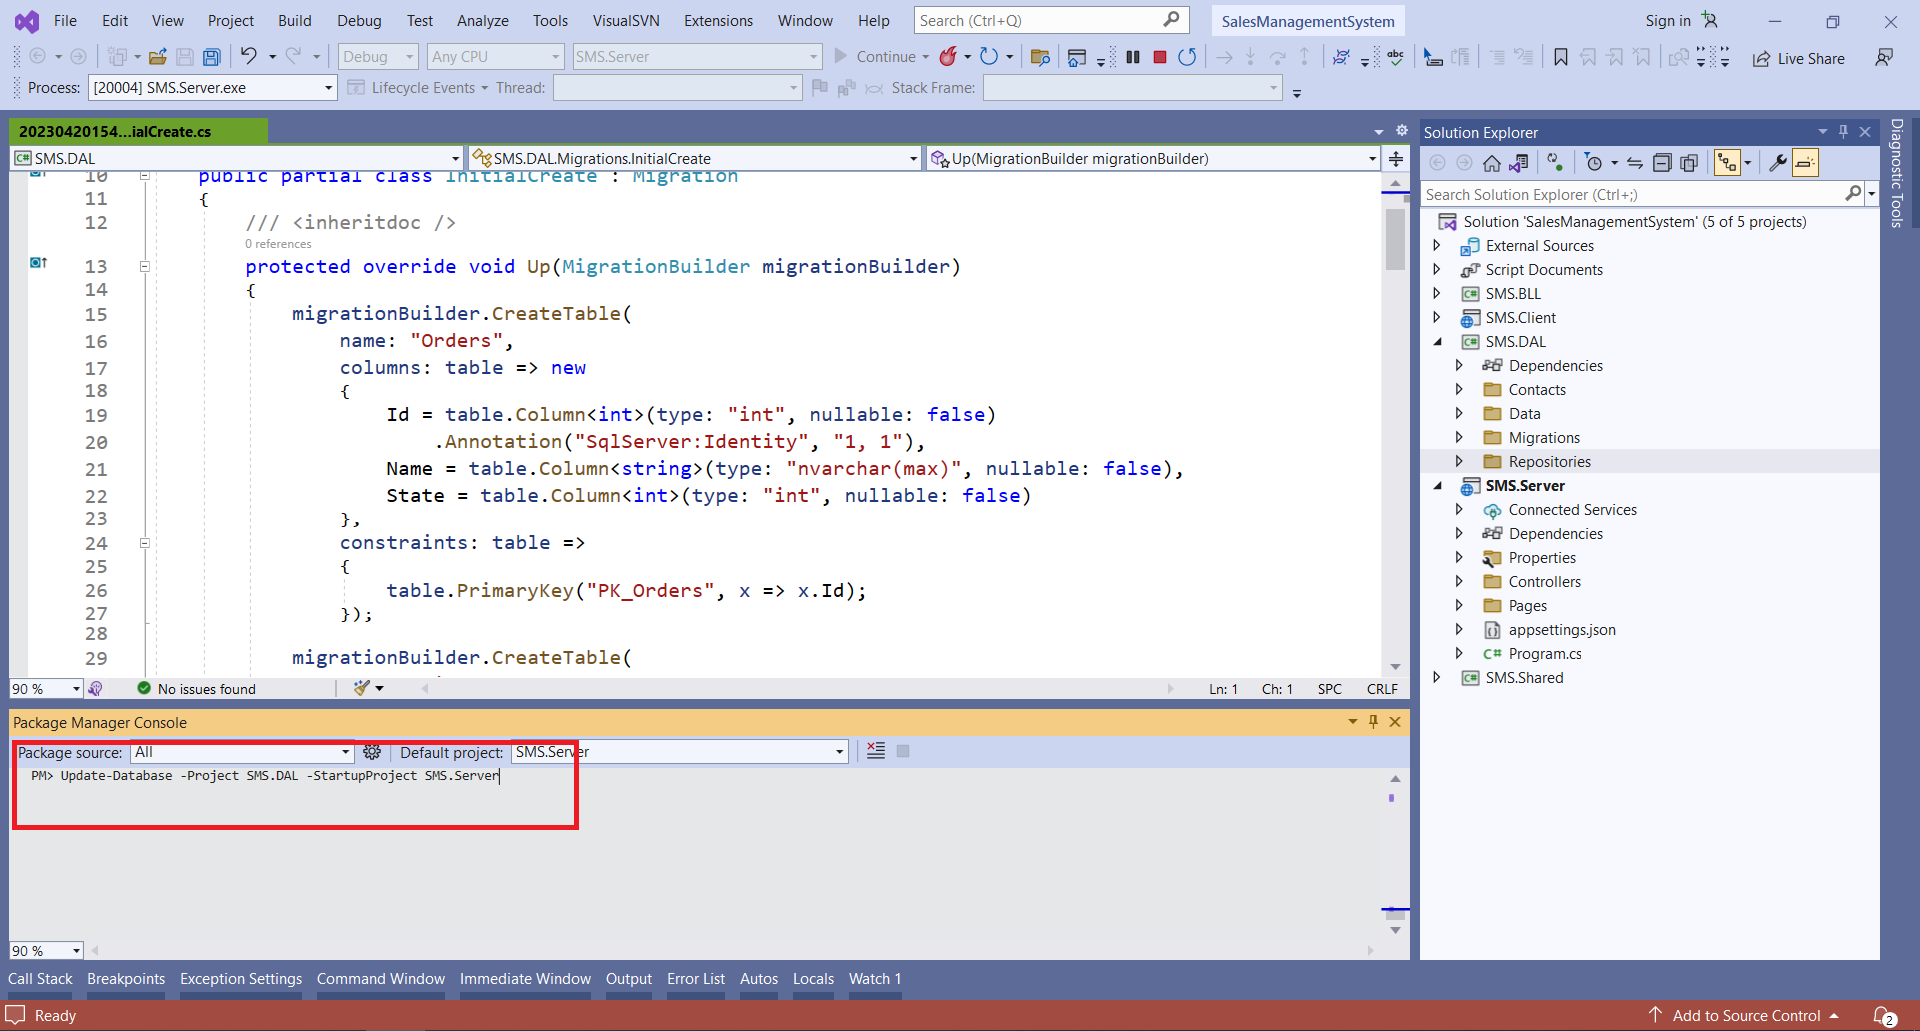 File Edit View Project Build Debug Test Analyze Tools VisualSVN Extensions Window Help Search (Ctrl+Q) SalesManagementSystem Sign in
Debug Any CPU SMS.Server Continue Live Share
Process: [20004] SMS.Server.exe Lifecycle Events Thread: Stack Frame:
20230420154...ialCreate.cs
SMS.DAL SMS.DAL.Migrations.InitialCreate Up(MigrationBuilder migrationBuilder)
10 public partial class InitialCreate : Migration
11 {
12 /// <inheritdoc />
0 references
13 protected override void Up(MigrationBuilder migrationBuilder)
14 {
15 migrationBuilder.CreateTable(
16 name: "Orders",
17 columns: table => new
18 {
19 Id = table.Column<int>(type: "int", nullable: false)
20 .Annotation("SqlServer:Identity", "1, 1"),
21 Name = table.Column<string>(type: "nvarchar(max)", nullable: false),
22 State = table.Column<int>(type: "int", nullable: false)
23 },
24 constraints: table =>
25 {
26 table.PrimaryKey("PK_Orders", x => x.Id);
27 });
28
29 migrationBuilder.CreateTable(
90 % No issues found Ln: 1 Ch: 1 SPC CRLF
Package Manager Console
Package source: All Default project: SMS.Server
PM> Update-Database -Project SMS.DAL -StartupProject SMS.Server
90 %
Call Stack Breakpoints Exception Settings Command Window Immediate Window Output Error List Autos Locals Watch 1
Ready Add to Source Control 2
Solution Explorer
Search Solution Explorer (Ctrl+;)
Solution 'SalesManagementSystem' (5 of 5 projects)
External Sources
Script Documents
SMS.BLL
SMS.Client
SMS.DAL
Dependencies
Contacts
Data
Migrations
Repositories
SMS.Server
Connected Services
Dependencies
Properties
Controllers
Pages
appsettings.json
Program.cs
SMS.Shared
Diagnostic Tools